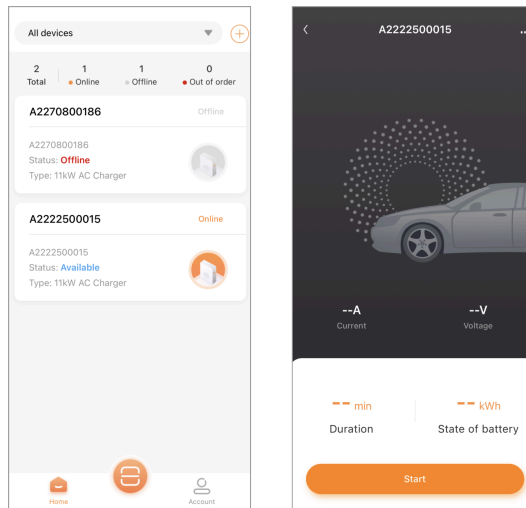 All devices
2 1 1 0
Total Online Offline Out of order
A2270800186 Offline
A2270800186
Status: Offline
Type: 11kW AC Charger
A2222500015 Online
A2222500015
Status: Available
Type: 11kW AC Charger
Home Account
A2222500015
--A --V
Current Voltage
-- min -- kWh
Duration State of battery
Start